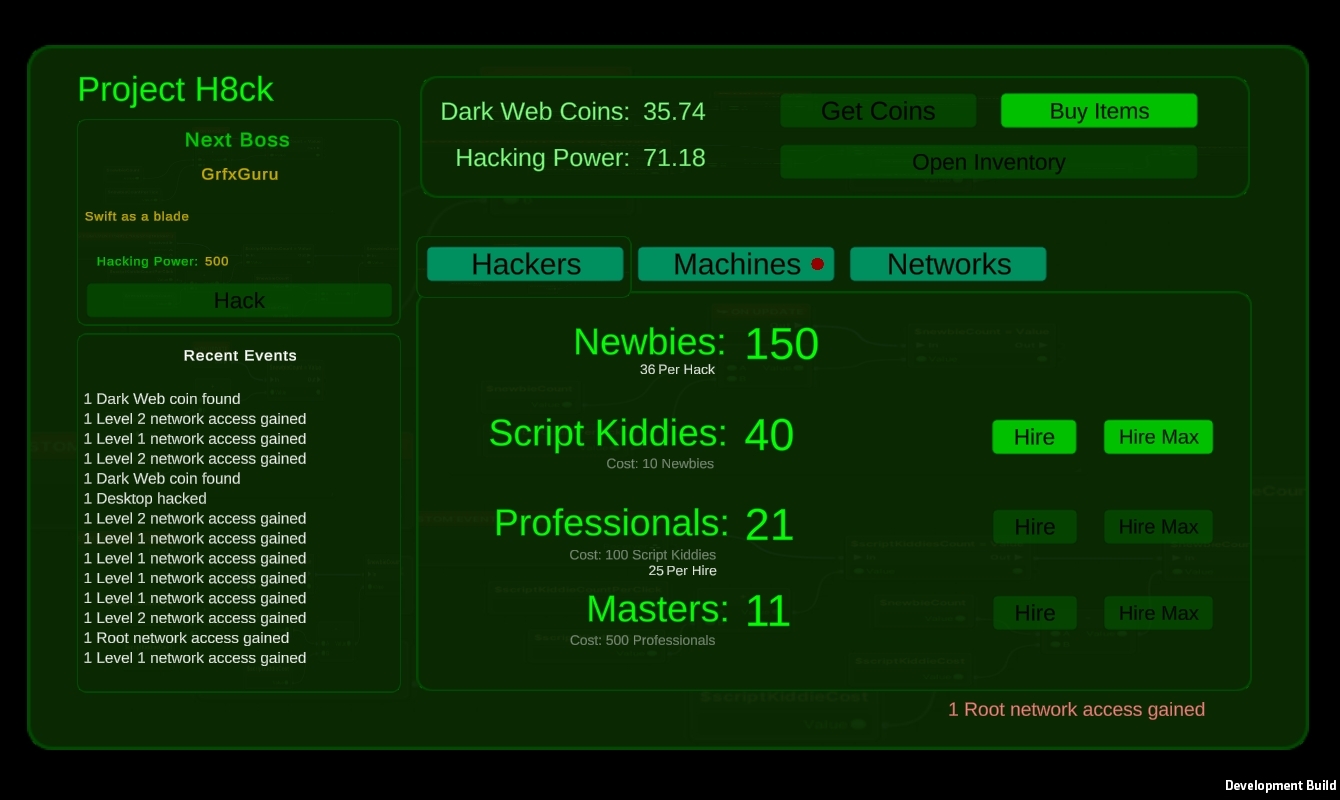 Project H8ck
Next Boss
GrfxGuru
Swift as a blade
Hacking Power: 500
Hack
Recent Events
1 Dark Web coin found
1 Level 2 network access gained
1 Level 1 network access gained
1 Level 2 network access gained
1 Dark Web coin found
1 Desktop hacked
1 Level 2 network access gained
1 Level 1 network access gained
1 Level 1 network access gained
1 Level 1 network access gained
1 Level 1 network access gained
1 Level 2 network access gained
1 Root network access gained
1 Level 1 network access gained
Dark Web Coins: 35.74
Get Coins
Buy Items
Hacking Power: 71.18
Open Inventory
Hackers
Machines
Networks
Newbies: 150
36 Per Hack
Script Kiddies: 40
Cost: 10 Newbies
Hire
Hire Max
Professionals: 21
Cost: 100 Script Kiddies
25 Per Hire
Hire
Hire Max
Masters: 11
Cost: 500 Professionals
Hire
Hire Max
$scriptKiddieCost
Value
1 Root network access gained
Development Build